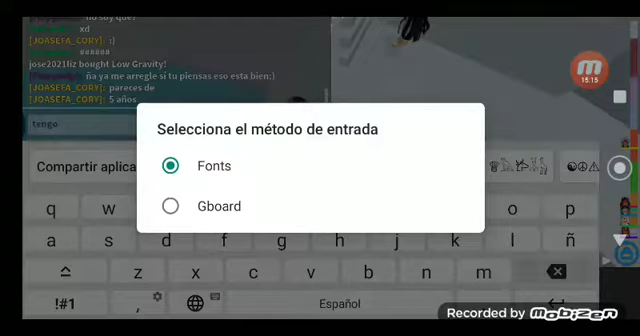 no soy que?
xd
[JOASEFA_CORY]: :)
######
jose2021liz bought Low Gravity!
ña ya me arregle si tu piensas eso esta bien:)
[JOASEFA_CORY]: pareces de
[JOASEFA_CORY]: 5 años
tengo
Selecciona el método de entrada
Fonts
Gboard
Compartir aplica
q w o p
a s d f g h j k l ñ
z x c v b n m
!#1 , Español
15:15
Recorded by Mobizen